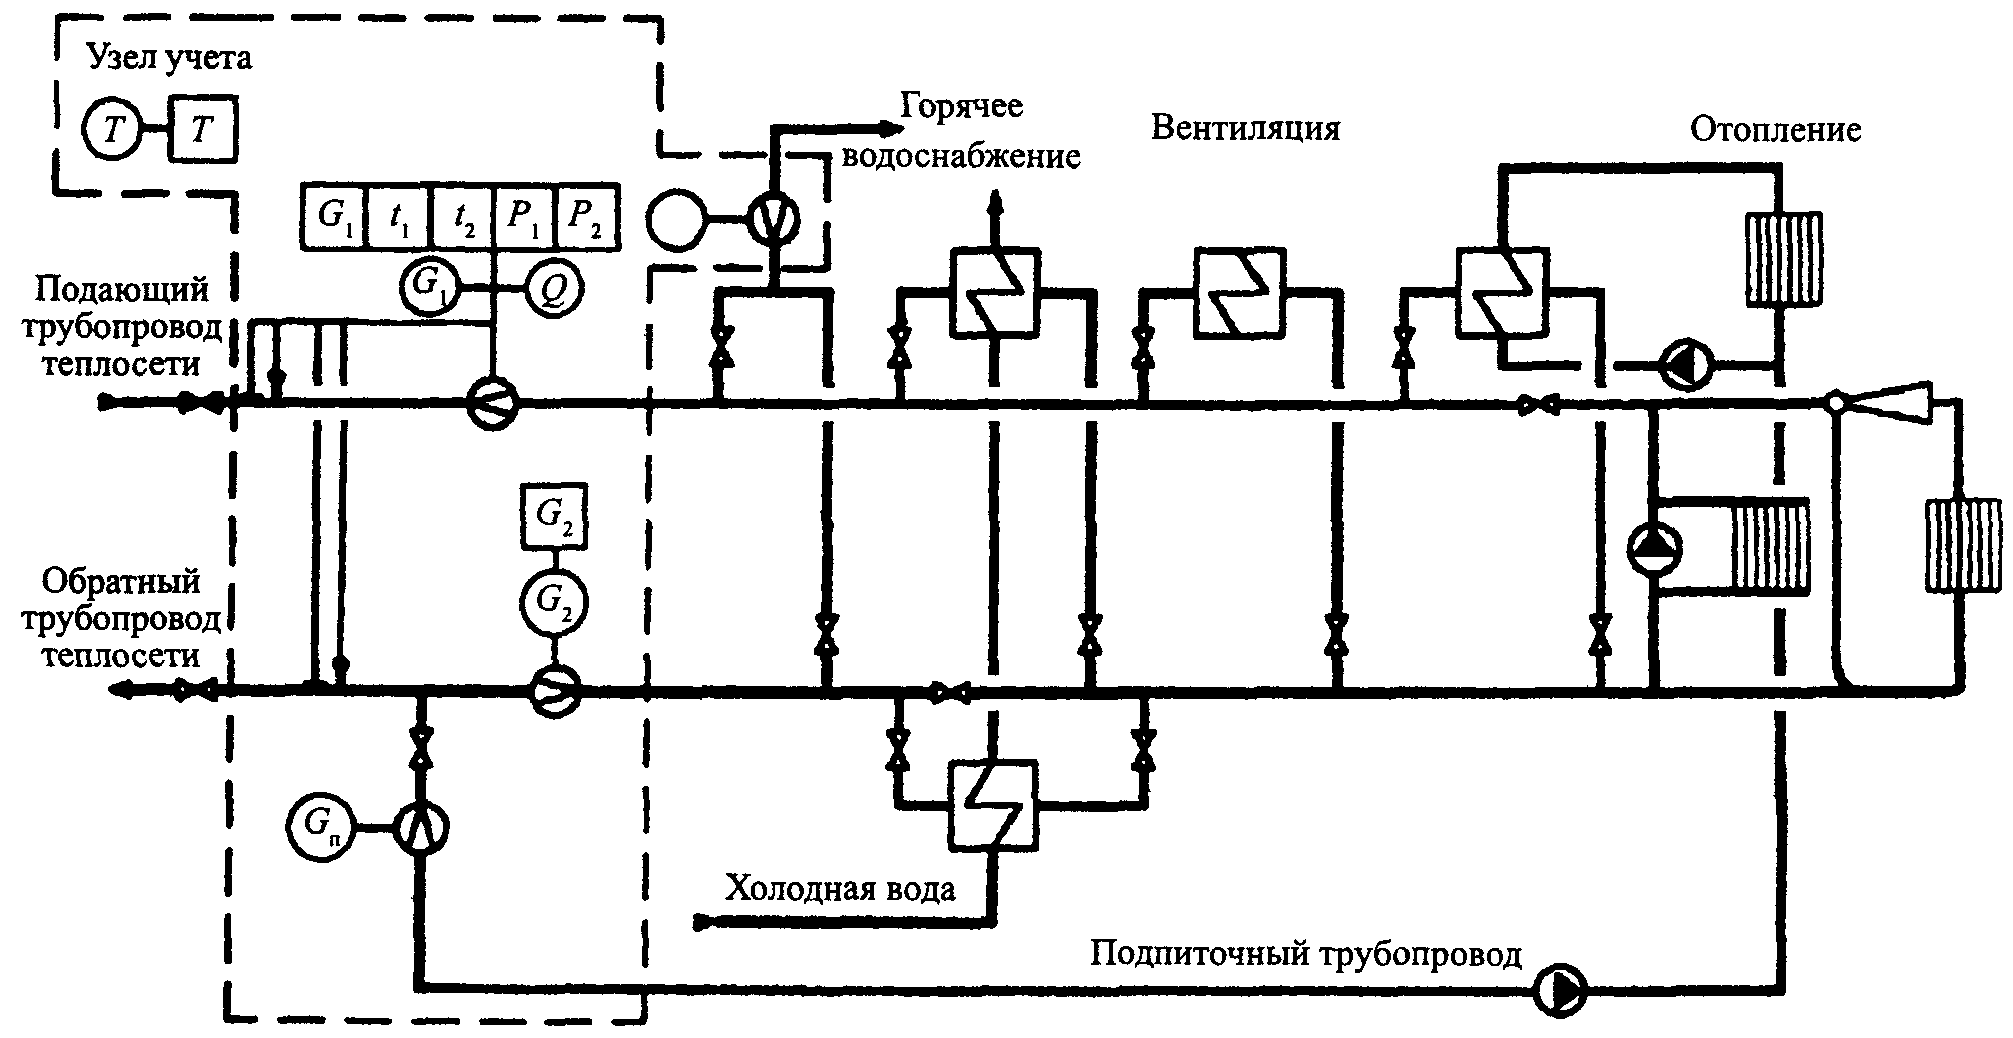 Узел учета
T T
Горячее
водоснабжение
Вентиляция
Отопление
G1 t1 t2 P1 P2
G1 Q
Подающий
трубопровод
теплосети
G2
G2
Обратный
трубопровод
теплосети
Gп
Холодная вода
Подпиточный трубопровод